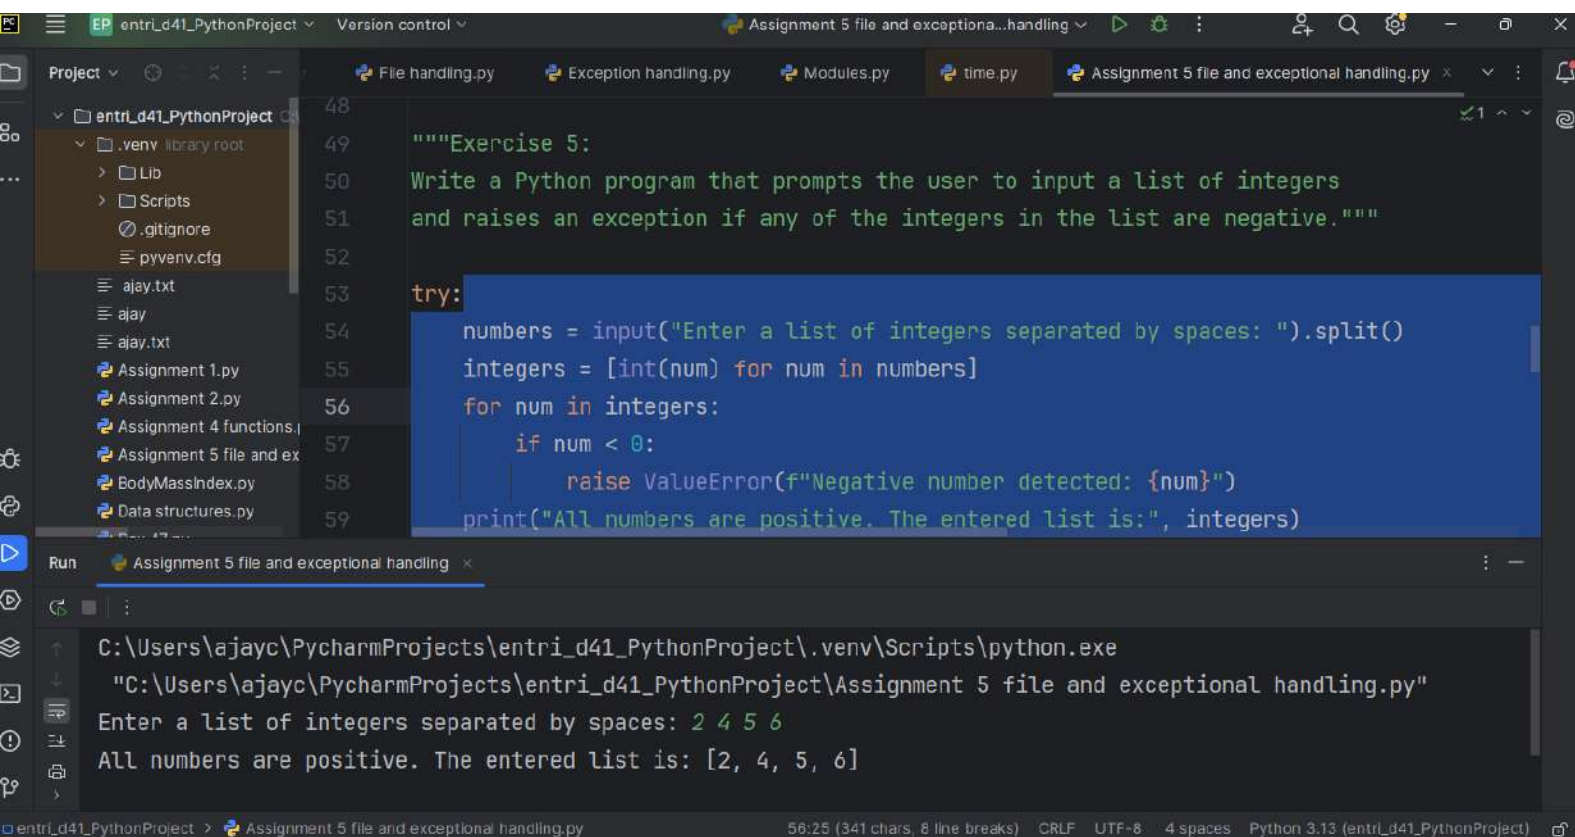 PC EP entri_d41_PythonProject Version control Assignment 5 file and exceptiona...handling
Project File handling.py Exception handling.py Modules.py time.py Assignment 5 file and exceptional handling.py
entri_d41_PythonProject
.venv library root
Lib
Scripts
.gitignore
pyvenv.cfg
ajay.txt
ajay
ajay.txt
Assignment 1.py
Assignment 2.py
Assignment 4 functions.
Assignment 5 file and ex
BodyMassIndex.py
Data structures.py
1
48
49 """Exercise 5:
50 Write a Python program that prompts the user to input a list of integers
51 and raises an exception if any of the integers in the list are negative."""
52
53 try:
54 numbers = input("Enter a list of integers separated by spaces: ").split()
55 integers = [int(num) for num in numbers]
56 for num in integers:
57 if num < 0:
58 raise ValueError(f"Negative number detected: {num}")
59 print("All numbers are positive. The entered list is:", integers)
Run Assignment 5 file and exceptional handling
C:\Users\ajayc\PycharmProjects\entri_d41_PythonProject\.venv\Scripts\python.exe
"C:\Users\ajayc\PycharmProjects\entri_d41_PythonProject\Assignment 5 file and exceptional handling.py"
Enter a list of integers separated by spaces: 2 4 5 6
All numbers are positive. The entered list is: [2, 4, 5, 6]
entri_d41_PythonProject > Assignment 5 file and exceptional handling.py 56:25 (341 chars, 8 line breaks) CRLF UTF-8 4 spaces Python 3.13 (entri_d41_PythonProject)